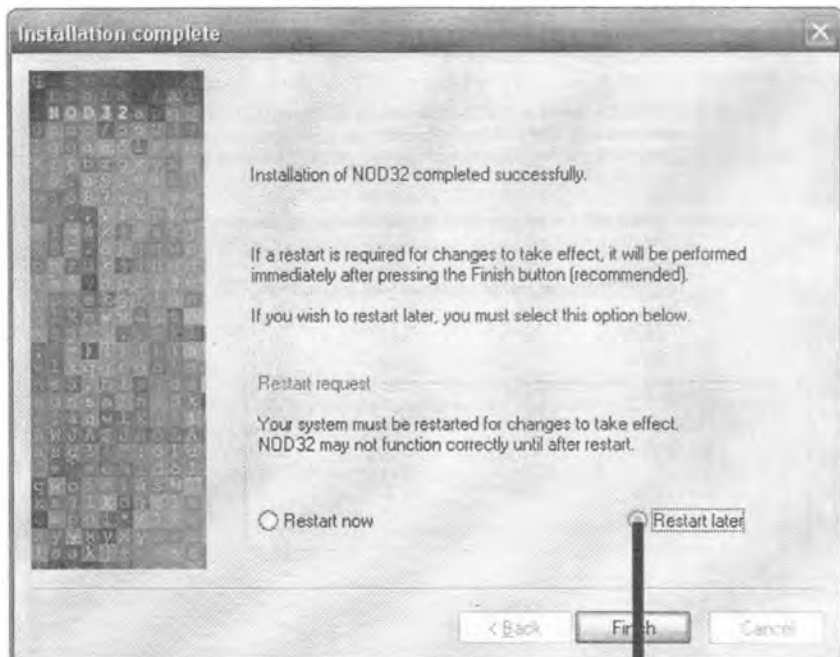 Installation complete
NOD32
Installation of NOD32 completed successfully.
If a restart is required for changes to take effect, it will be performed
immediately after pressing the Finish button (recommended).
If you wish to restart later, you must select this option below.
Restart request
Your system must be restarted for changes to take effect.
NOD32 may not function correctly until after restart.
Restart now
Restart later
< Back
Finish
Cancel